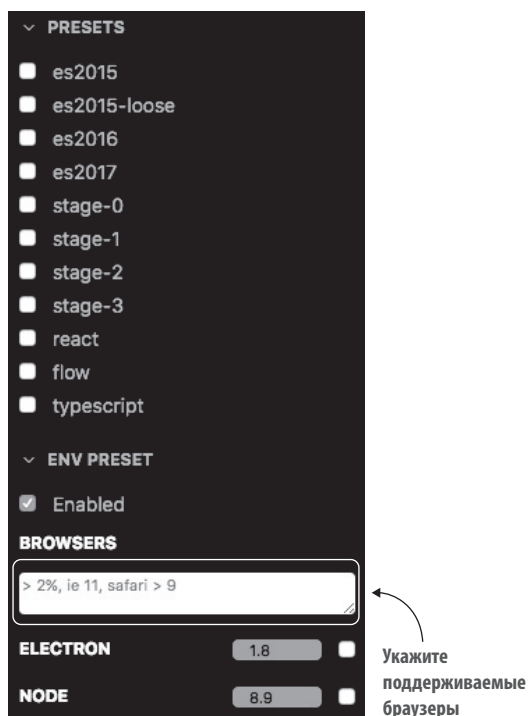 PRESETS
es2015
es2015-loose
es2016
es2017
stage-0
stage-1
stage-2
stage-3
react
flow
typescript
ENV PRESET
Enabled
BROWSERS
> 2%, ie 11, safari > 9
ELECTRON 1.8
NODE 8.9
Укажите
поддерживаемые
браузеры